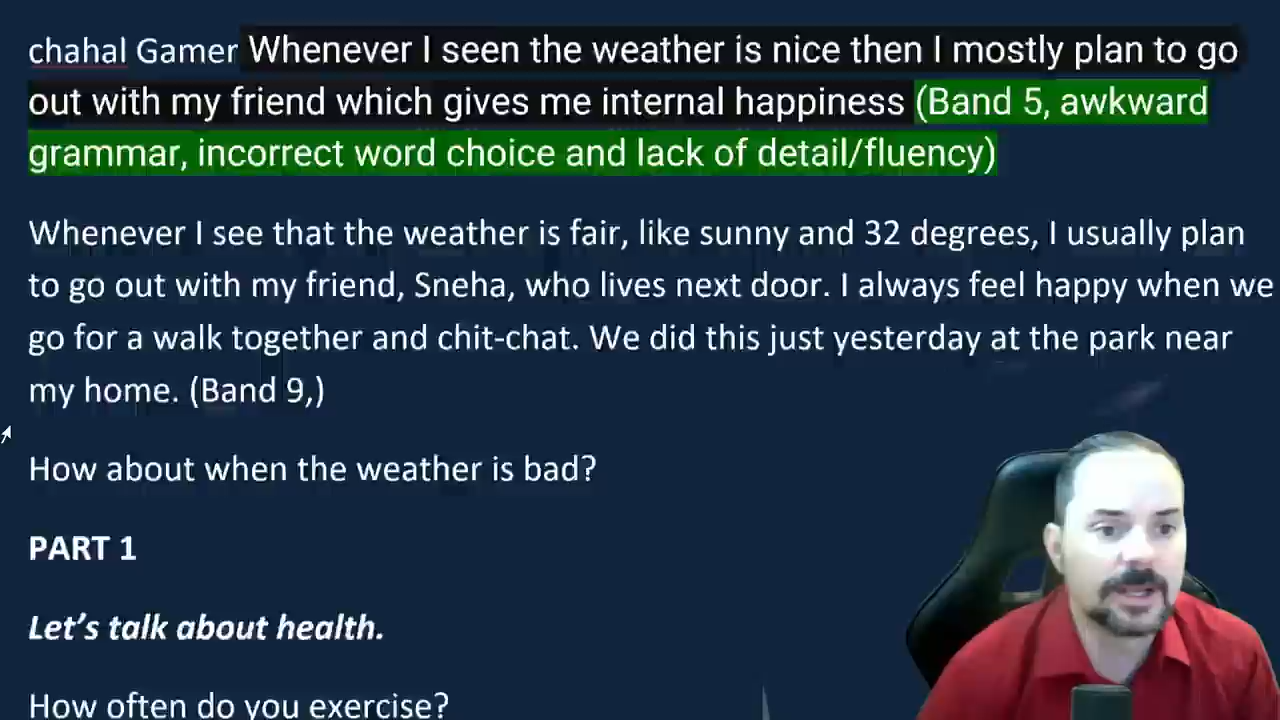 chahal Gamer Whenever I seen the weather is nice then I mostly plan to go
out with my friend which gives me internal happiness (Band 5, awkward
grammar, incorrect word choice and lack of detail/fluency)
Whenever I see that the weather is fair, like sunny and 32 degrees, I usually plan
to go out with my friend, Sneha, who lives next door. I always feel happy when we
go for a walk together and chit-chat. We did this just yesterday at the park near
my home. (Band 9,)
How about when the weather is bad?
PART 1
Let's talk about health.
How often do you exercise?